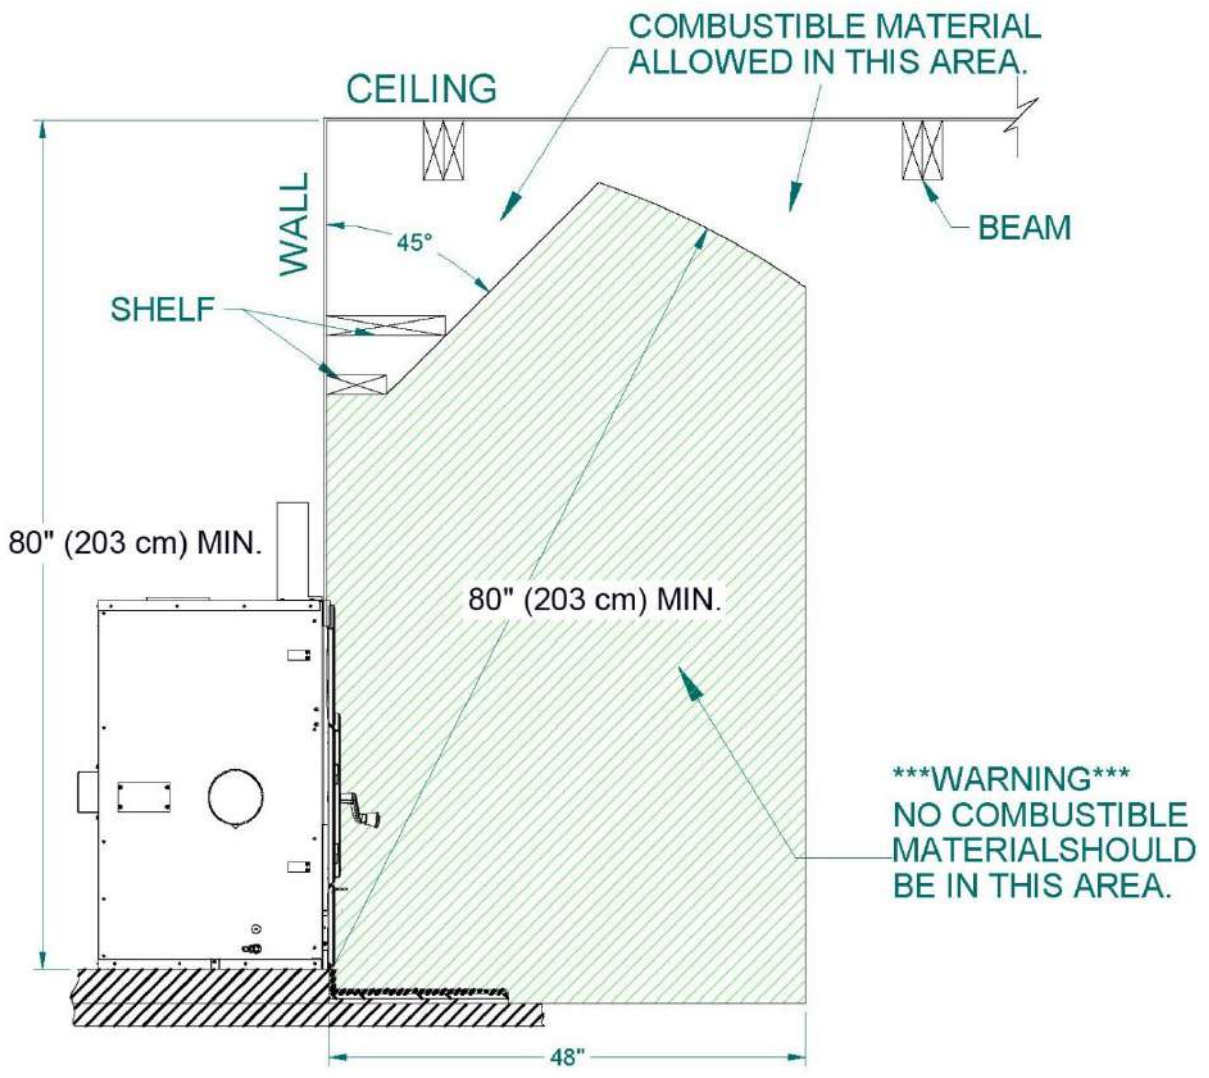 COMBUSTIBLE MATERIAL
ALLOWED IN THIS AREA.
CEILING
WALL
45°
BEAM
SHELF
80" (203 cm) MIN.
80" (203 cm) MIN.
***WARNING***
NO COMBUSTIBLE
MATERIALSHOULD
BE IN THIS AREA.
48"